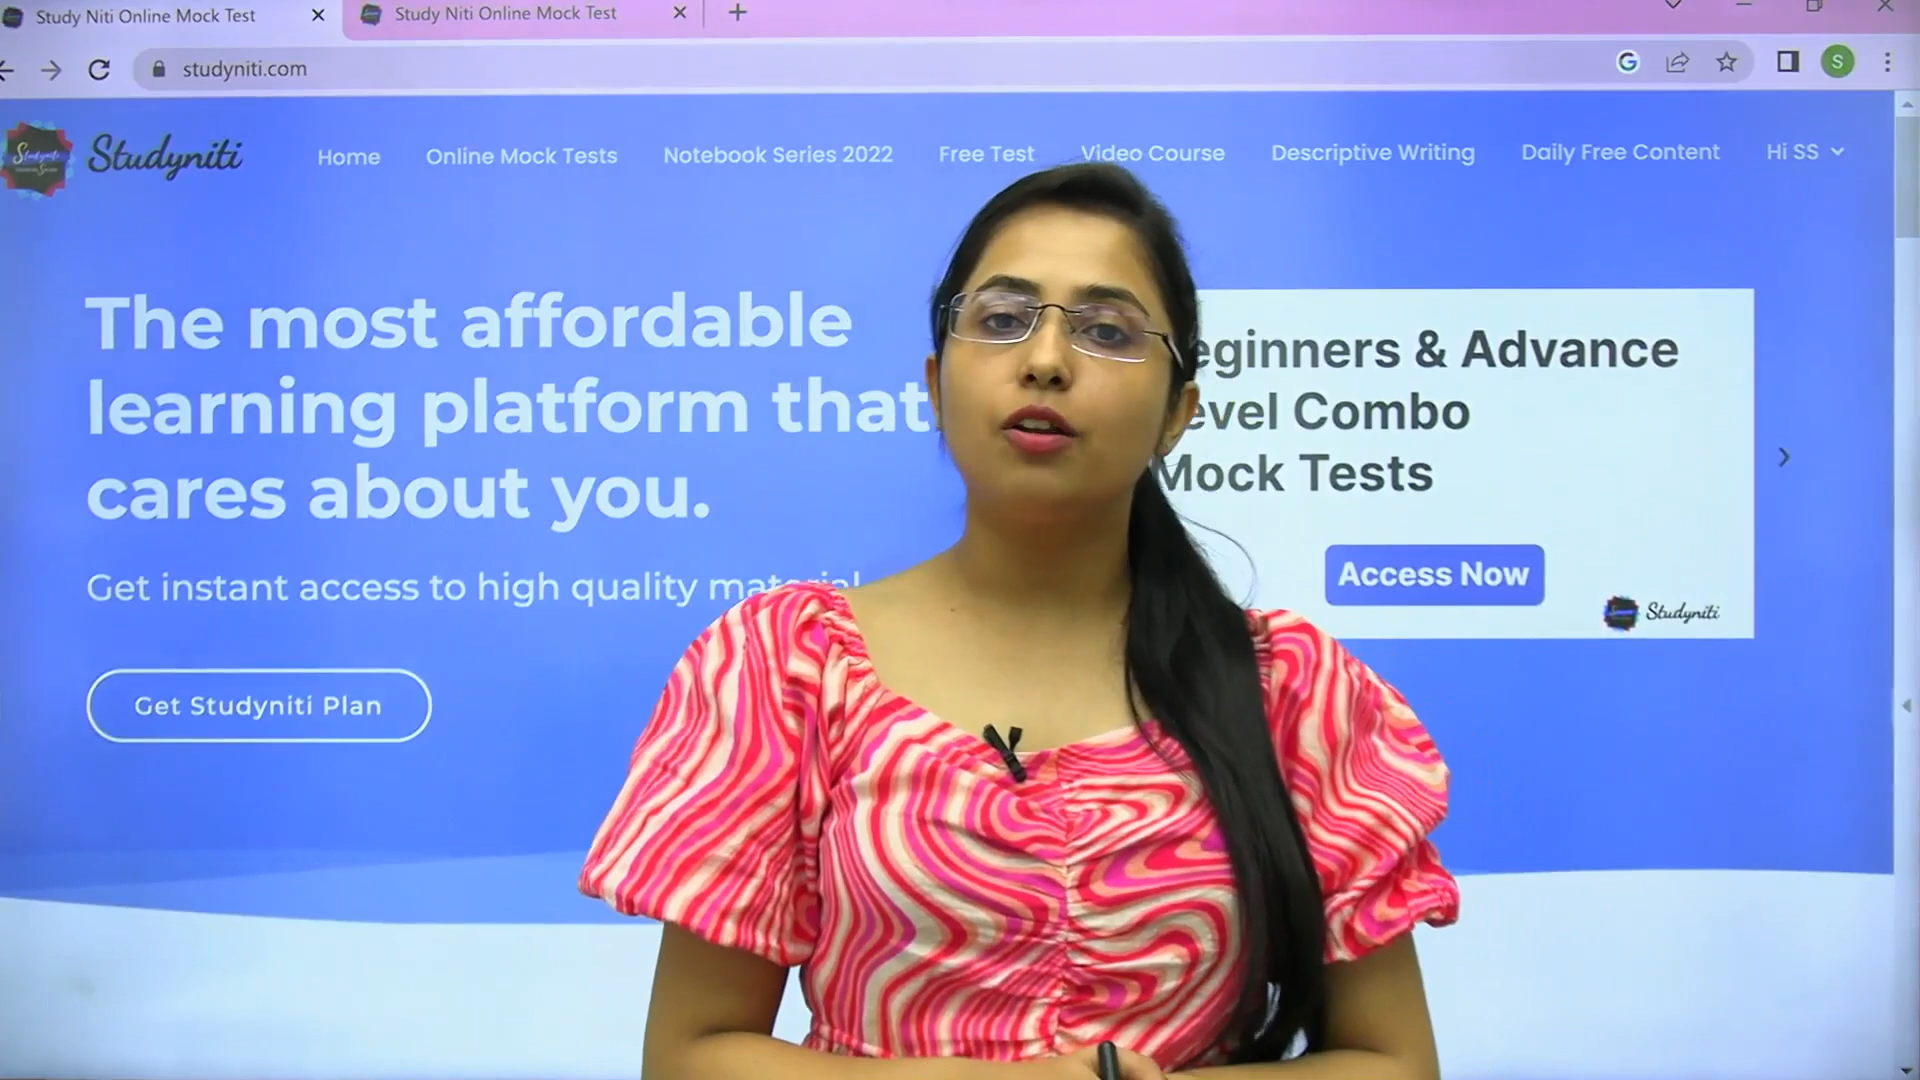 Study Niti Online Mock Test
Study Niti Online Mock Test
studyniti.com
G
S
Studyniti
Studyniti
Home
Online Mock Tests
Notebook Series 2022
Free Test
Video Course
Descriptive Writing
Daily Free Content
Hi SS
The most affordable
learning platform that
cares about you.
Get instant access to high quality material
Get Studyniti Plan
eginners & Advance
evel Combo
Mock Tests
Access Now
Studyniti